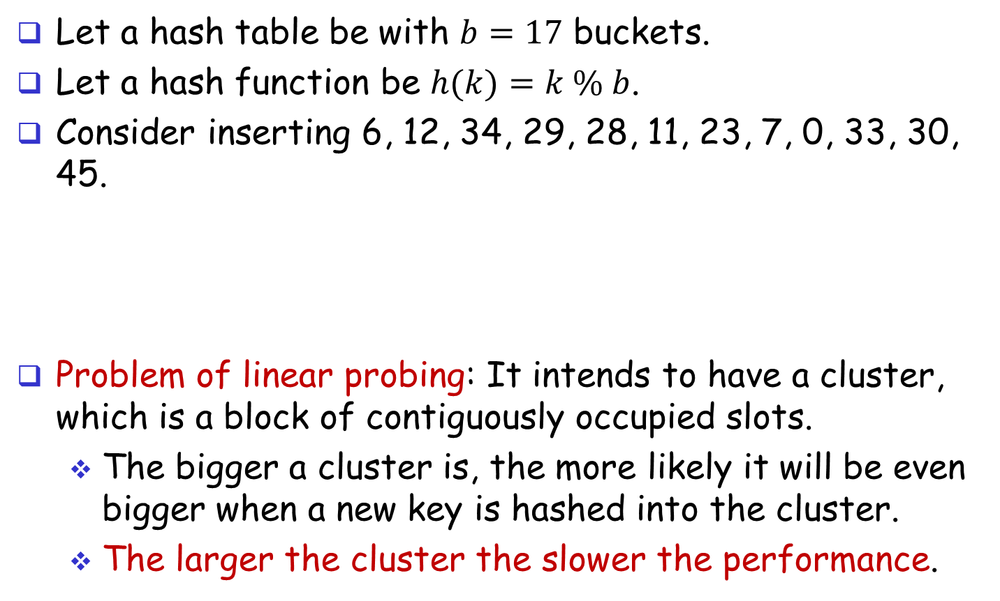 Let a hash table be with b = 17 buckets.
Let a hash function be h(k) = k % b.
Consider inserting 6, 12, 34, 29, 28, 11, 23, 7, 0, 33, 30,
45.
Problem of linear probing: It intends to have a cluster,
which is a block of contiguously occupied slots.
The bigger a cluster is, the more likely it will be even
bigger when a new key is hashed into the cluster.
The larger the cluster the slower the performance.